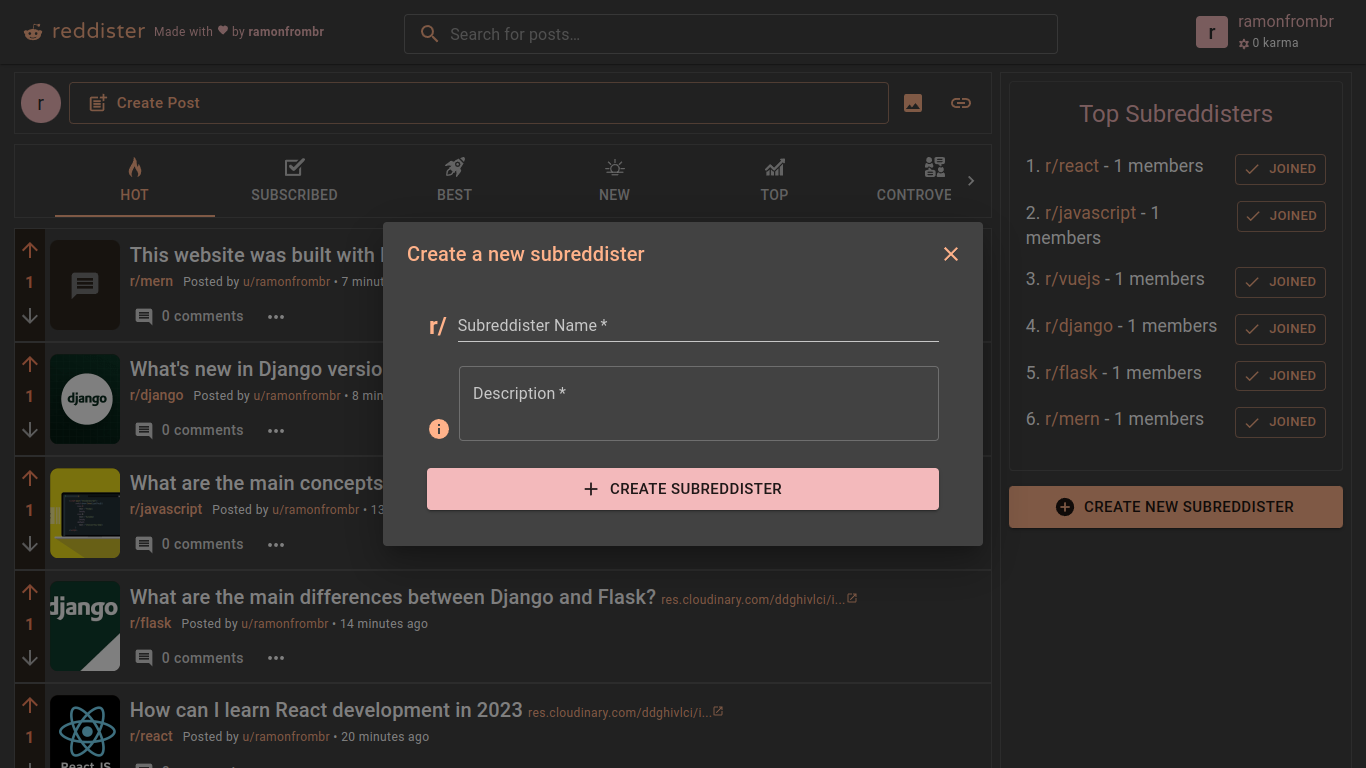 reddister Made with ❤ by ramonfrombr
Search for posts…
r ramonfrombr
0 karma
r Create Post
HOT SUBSCRIBED BEST NEW TOP CONTROVE
1
This website was built with
r/mern Posted by u/ramonfrombr • 7 minut
0 comments
django
1
What's new in Django versio
r/django Posted by u/ramonfrombr • 8 min
0 comments
1
What are the main concepts
r/javascript Posted by u/ramonfrombr • 13
0 comments
django
1
What are the main differences between Django and Flask? res.cloudinary.com/ddghivlci/i...
r/flask Posted by u/ramonfrombr • 14 minutes ago
0 comments
1
How can I learn React development in 2023 res.cloudinary.com/ddghivlci/i...
r/react Posted by u/ramonfrombr • 20 minutes ago
React JS
Create a new subreddister
r/ Subreddister Name *
Description *
CREATE SUBREDDISTER
Top Subreddisters
1. r/react - 1 members JOINED
2. r/javascript - 1
members JOINED
3. r/vuejs - 1 members JOINED
4. r/django - 1 members JOINED
5. r/flask - 1 members JOINED
6. r/mern - 1 members JOINED
CREATE NEW SUBREDDISTER